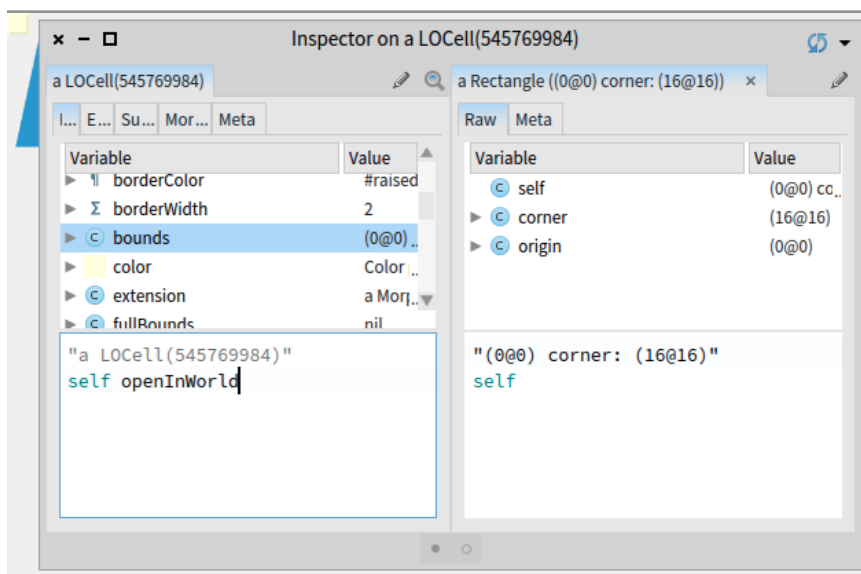 Inspector on a LOCell(545769984)
a LOCell(545769984)
I... E... Su... Mor... Meta
Variable Value
borderColor #raised
borderWidth 2
bounds (0@0) ..
color Color ..
extension a Morp..
fullBounds nil
"a LOCell(545769984)"
self openInWorld
a Rectangle ((0@0) corner: (16@16)) ×
Raw Meta
Variable Value
self (0@0) co..
corner (16@16)
origin (0@0)
"(0@0) corner: (16@16)"
self